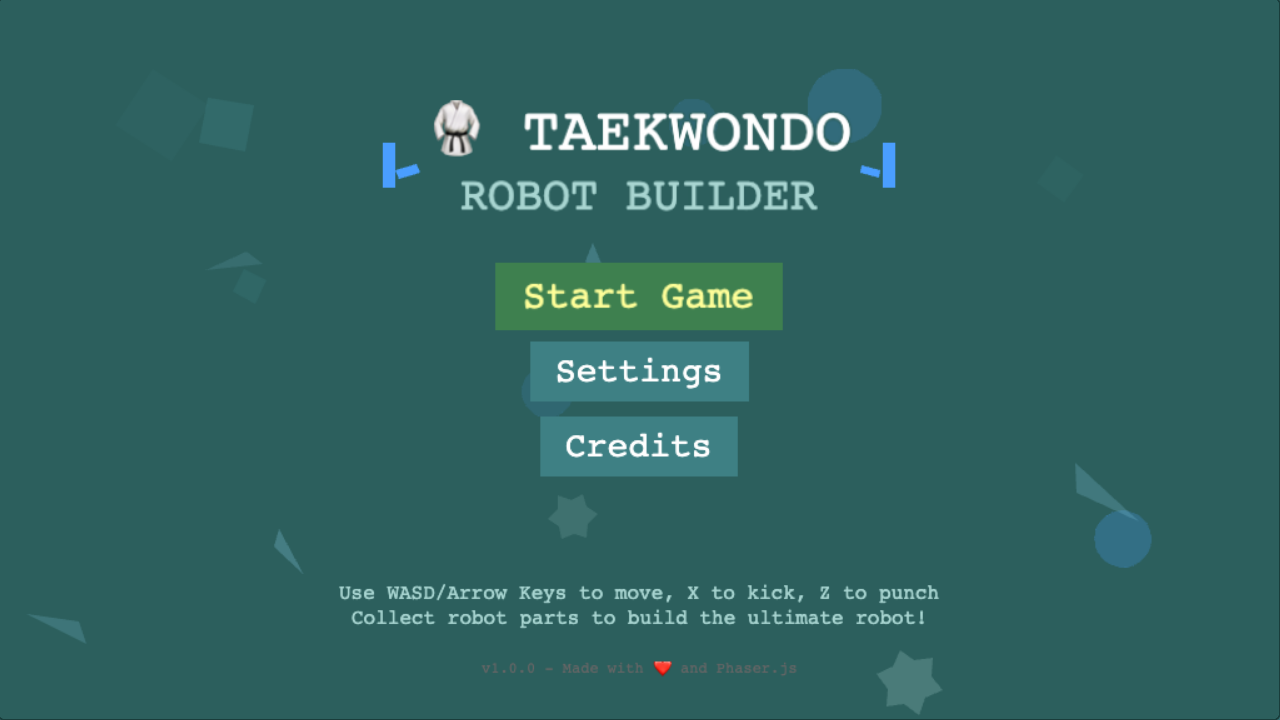 TAEKWONDO
ROBOT BUILDER
Start Game
Settings
Credits
Use WASD/Arrow Keys to move, X to kick, Z to punch
Collect robot parts to build the ultimate robot!
v1.0.0 - Made with ❤️ and Phaser.js